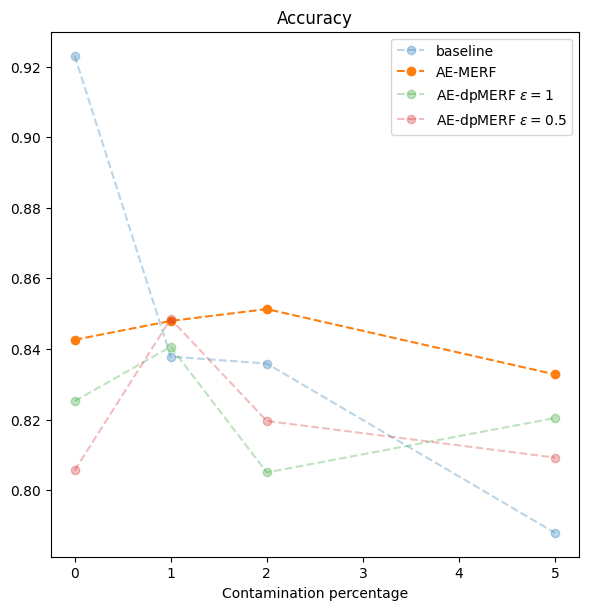 Accuracy
baseline
AE-MERF
AE-dpMERF ε = 1
AE-dpMERF ε = 0.5
0.92
0.90
0.88
0.86
0.84
0.82
0.80
0 1 2 3 4 5
Contamination percentage